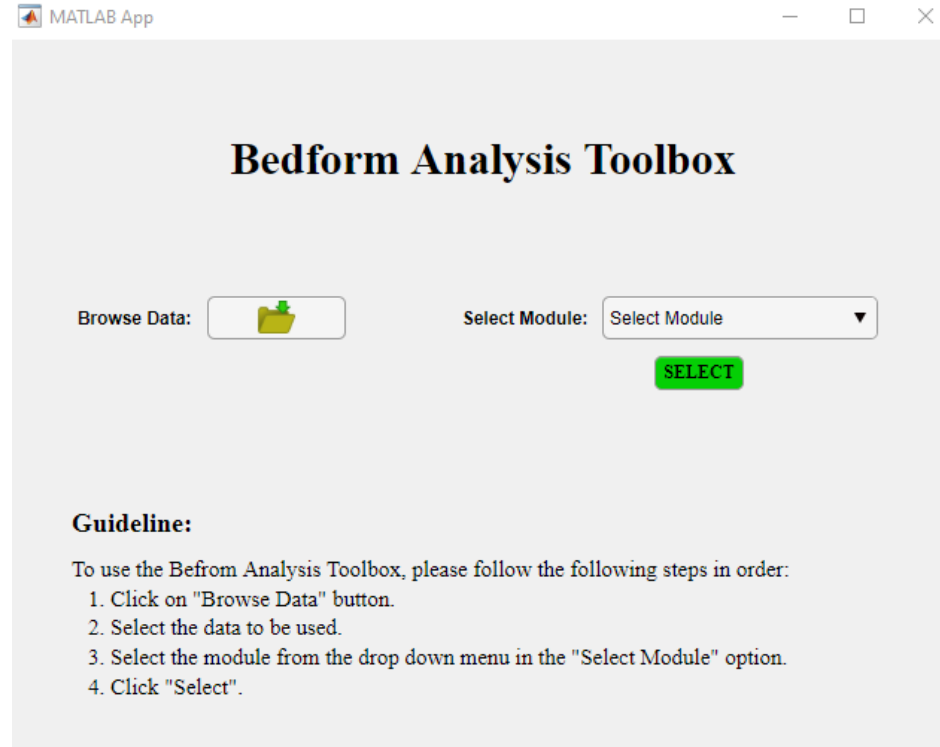 MATLAB App
Bedform Analysis Toolbox
Browse Data:
Select Module: Select Module
SELECT
Guideline:
To use the Befrom Analysis Toolbox, please follow the following steps in order:
1. Click on "Browse Data" button.
2. Select the data to be used.
3. Select the module from the drop down menu in the "Select Module" option.
4. Click "Select".